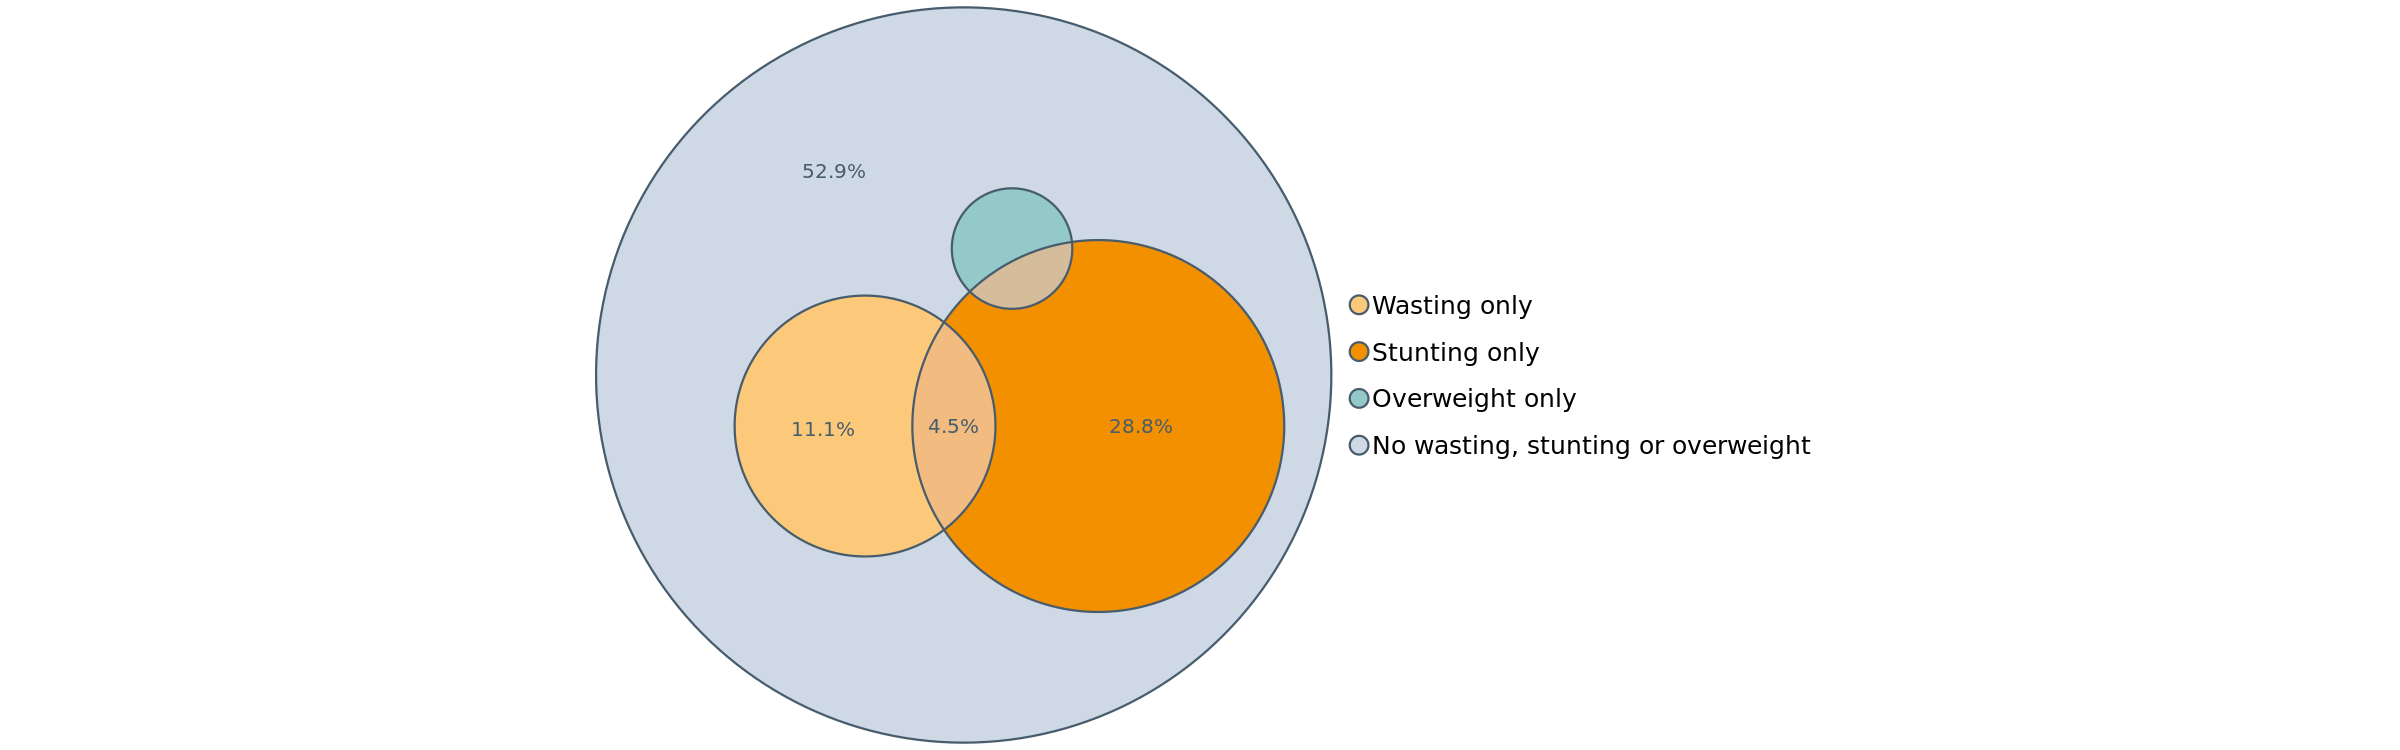 52.9%
11.1%
4.5%
28.8%
Wasting only
Stunting only
Overweight only
No wasting, stunting or overweight